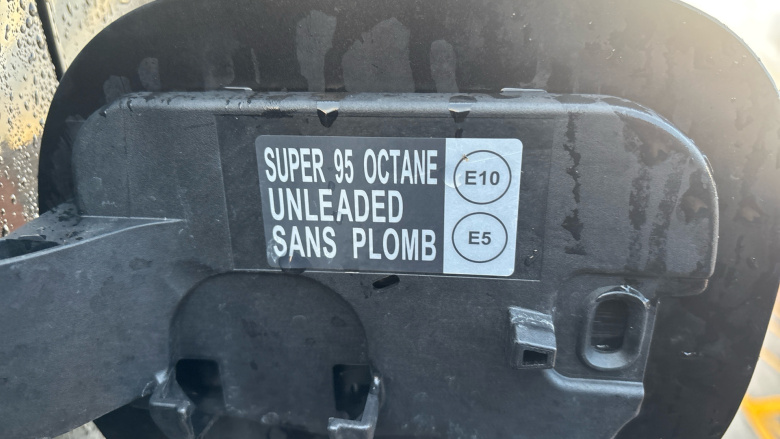 SUPER 95 OCTANE
UNLEADED
SANS PLOMB
E10
E5